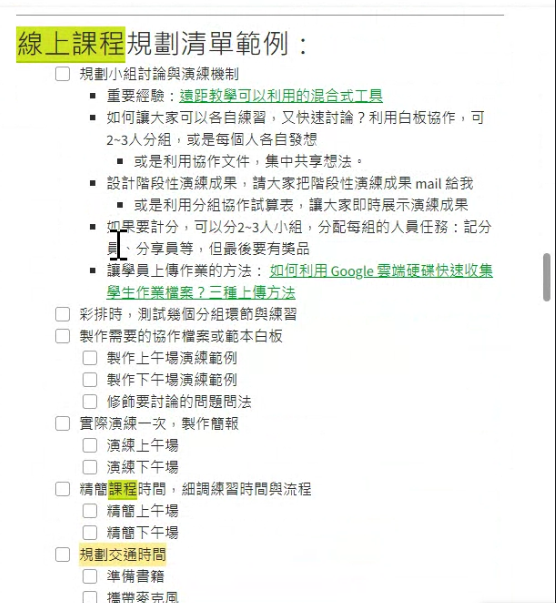 線上課程規劃清單範例：
規劃小組討論與演練機制
重要經驗：遠距教學可以利用的混合式工具
如何讓大家可以各自練習，又快速討論？利用白板協作，可
2~3人分組，或是每個人各自發想
或是利用協作文件，集中共享想法。
設計階段性演練成果，請大家把階段性演練成果 mail 給我
或是利用分組協作試算表，讓大家即時展示演練成果
如果要計分，可以分2~3人小組，分配每組的人員任務：記分
員、分享員等，但最後要有獎品
讓學員上傳作業的方法： 如何利用 Google 雲端硬碟快速收集
學生作業檔案？三種上傳方法
彩排時，測試幾個分組環節與練習
製作需要的協作檔案或範本白板
製作上午場演練範例
製作下午場演練範例
修飾要討論的問題問法
實際演練一次，製作簡報
演練上午場
演練下午場
精簡課程時間，細調練習時間與流程
精簡上午場
精簡下午場
規劃交通時間
準備書籍
攜帶麥克風